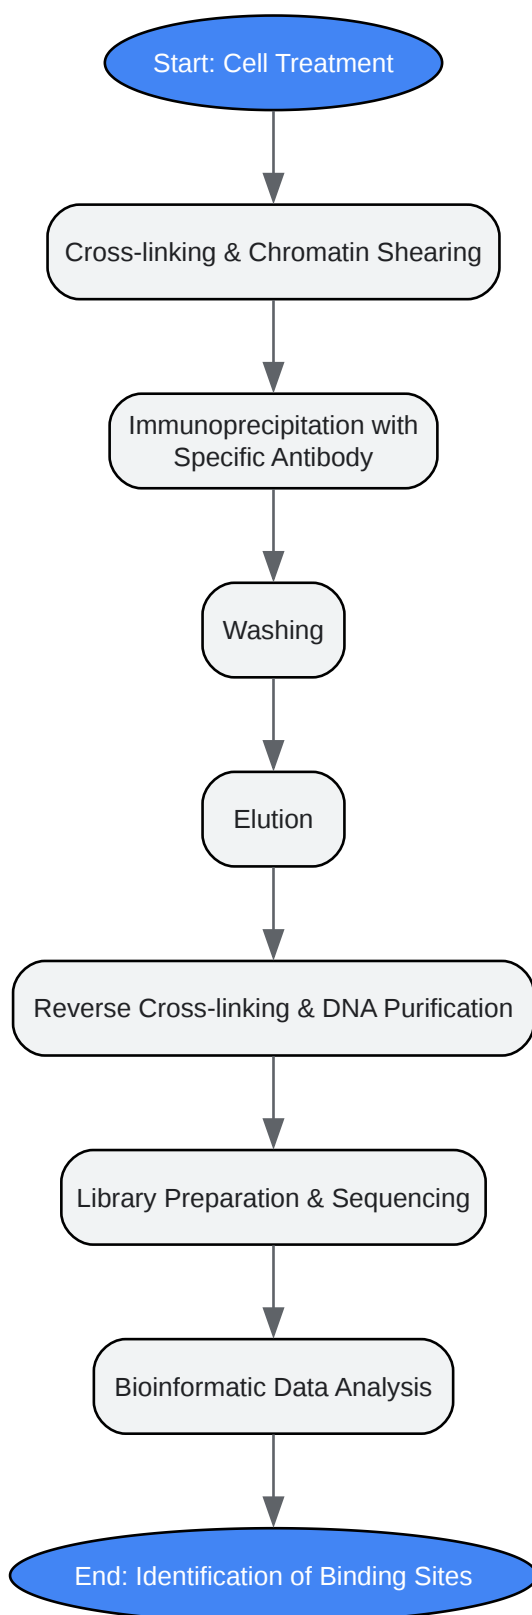 Start: Cell Treatment
Cross-linking & Chromatin Shearing
Immunoprecipitation with
Specific Antibody
Washing
Elution
Reverse Cross-linking & DNA Purification
Library Preparation & Sequencing
Bioinformatic Data Analysis
End: Identification of Binding Sites